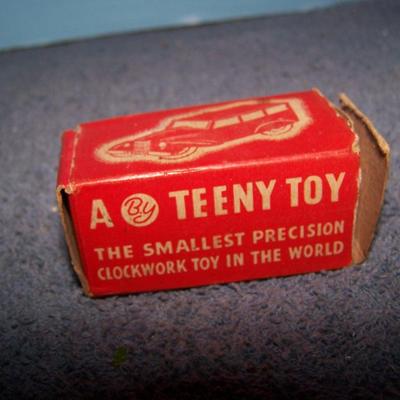 A By TEENY TOY
THE SMALLEST PRECISION
CLOCKWORK TOY IN THE WORLD